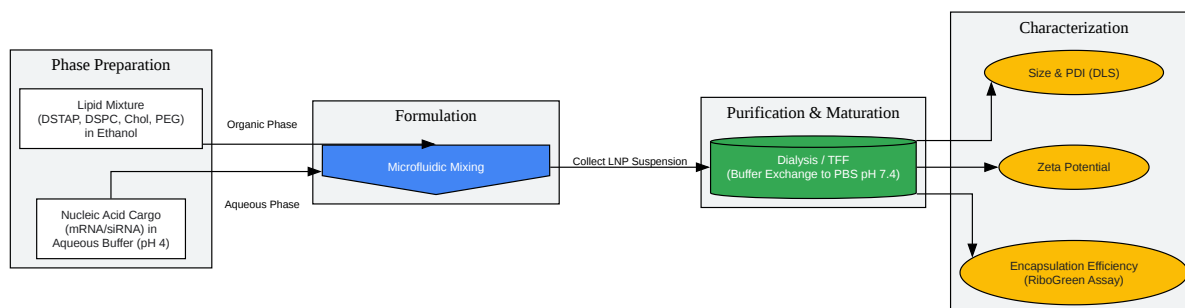 Phase Preparation
Lipid Mixture
(DSTAP, DSPC, Chol, PEG)
in Ethanol
Nucleic Acid Cargo
(mRNA/siRNA) in
Aqueous Buffer (pH 4)
Organic Phase
Aqueous Phase
Formulation
Microfluidic Mixing
Collect LNP Suspension
Purification & Maturation
Dialysis / TFF
(Buffer Exchange to PBS pH 7.4)
Characterization
Size & PDI (DLS)
Zeta Potential
Encapsulation Efficiency
(RiboGreen Assay)